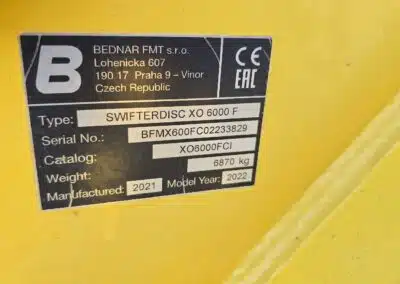 B
BEDNAR FMT s.r.o.
Lohenicka 607
190 17 Praha 9 – Vinor
Czech Republic
CE
EAC
Type: SWIFTERDISC XO 6000 F
Serial No.: BFMX600FC02233829
Catalog: XO6000FCI
Weight: 6870 kg
Manufactured: 2021 Model Year: 2022